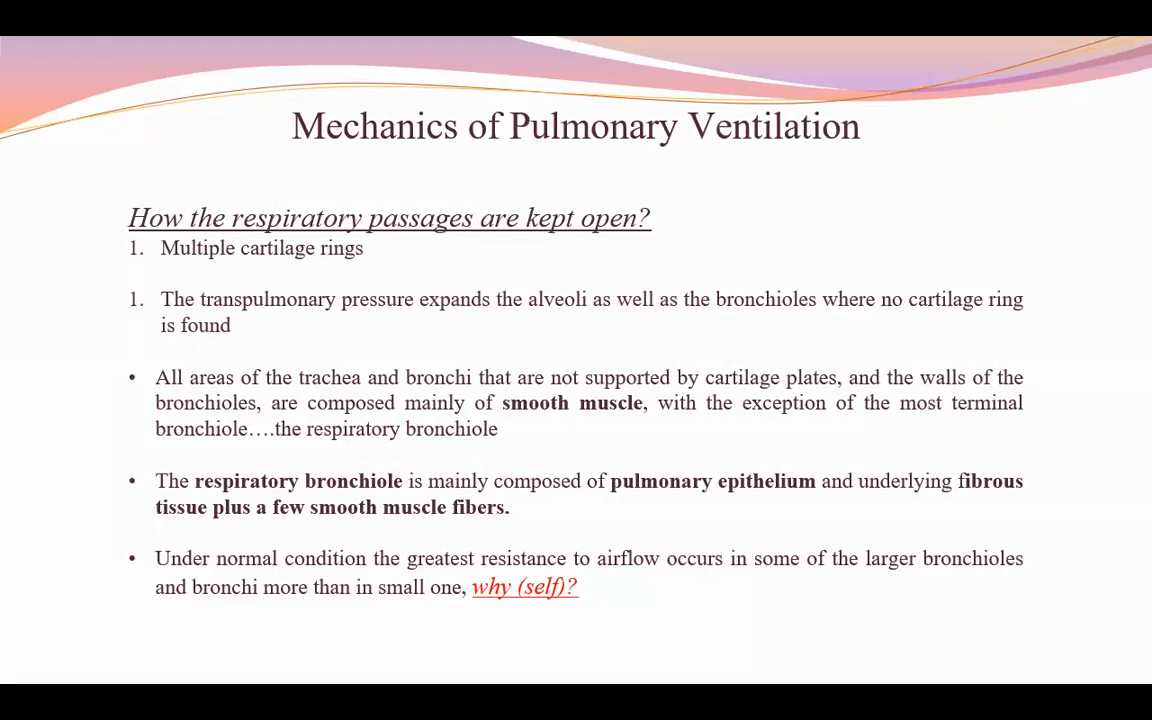 Mechanics of Pulmonary Ventilation
How the respiratory passages are kept open?
1. Multiple cartilage rings
1. The transpulmonary pressure expands the alveoli as well as the bronchioles where no cartilage ring
is found
• All areas of the trachea and bronchi that are not supported by cartilage plates, and the walls of the
bronchioles, are composed mainly of smooth muscle, with the exception of the most terminal
bronchiole….the respiratory bronchiole
• The respiratory bronchiole is mainly composed of pulmonary epithelium and underlying fibrous
tissue plus a few smooth muscle fibers.
• Under normal condition the greatest resistance to airflow occurs in some of the larger bronchioles
and bronchi more than in small one, why (self)?